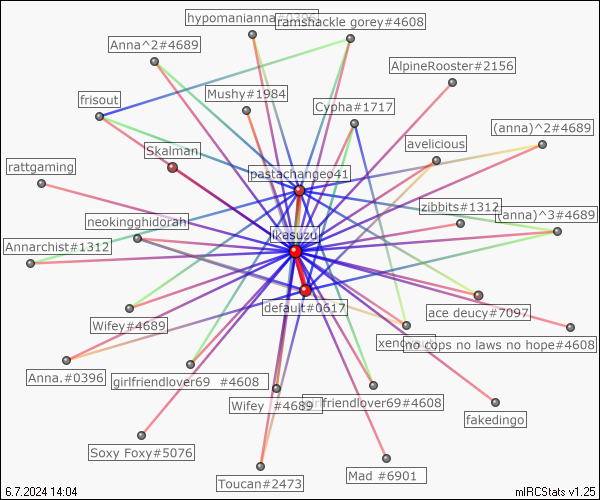 hypomanianna#0396
ramshackle gorey#4608
Anna^2#4689
AlpineRooster#2156
Mushy#1984
frisout
Cypha#1717
(anna)^2#4689
avelicious
Skalman
rattgaming
pastachangeo41
zibbits#1312
(anna)^3#4689
neokingghidorah
ikasuzu
Annarchist#1312
default#0617
ace deucy#7097
Wifey#4689
no cops no laws no hope#4608
Anna.#0396
girlfriendlover69 #4608
Wifey #4689
girlfriendlover69#4608
fakedingo
Soxy Foxy#5076
Toucan#2473
Mad #6901
6.7.2024 14:04
mIRCStats v1.25